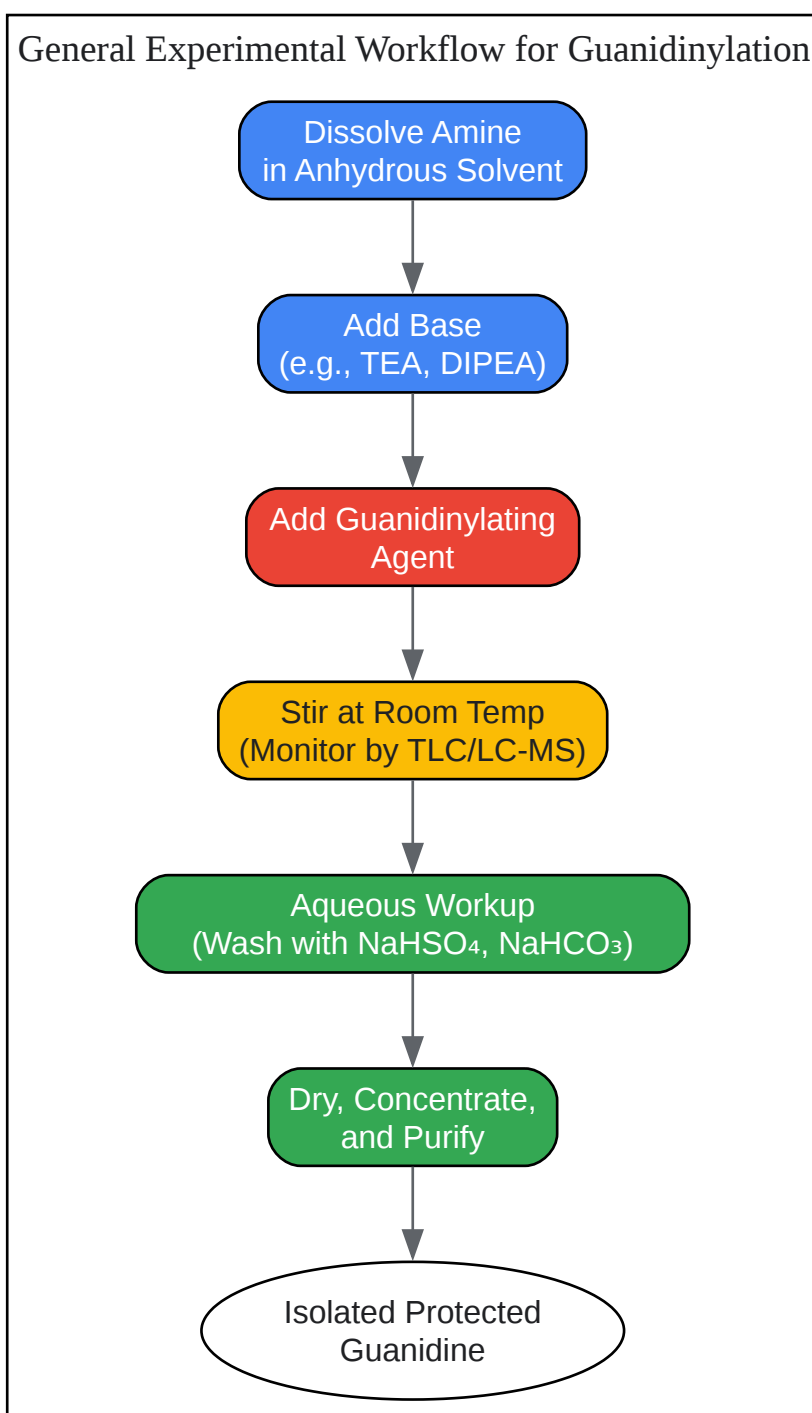 General Experimental Workflow for Guanidinylation
Dissolve Amine
in Anhydrous Solvent
Add Base
(e.g., TEA, DIPEA)
Add Guanidinylating
Agent
Stir at Room Temp
(Monitor by TLC/LC-MS)
Aqueous Workup
(Wash with NaHSO₄, NaHCO₃)
Dry, Concentrate,
and Purify
Isolated Protected
Guanidine